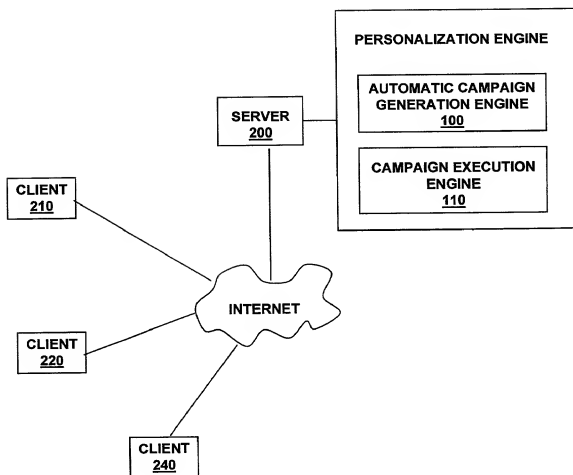 PERSONALIZATION ENGINE
AUTOMATIC CAMPAIGN
GENERATION ENGINE
100
CAMPAIGN EXECUTION
ENGINE
110
SERVER
200
CLIENT
210
INTERNET
CLIENT
220
CLIENT
240